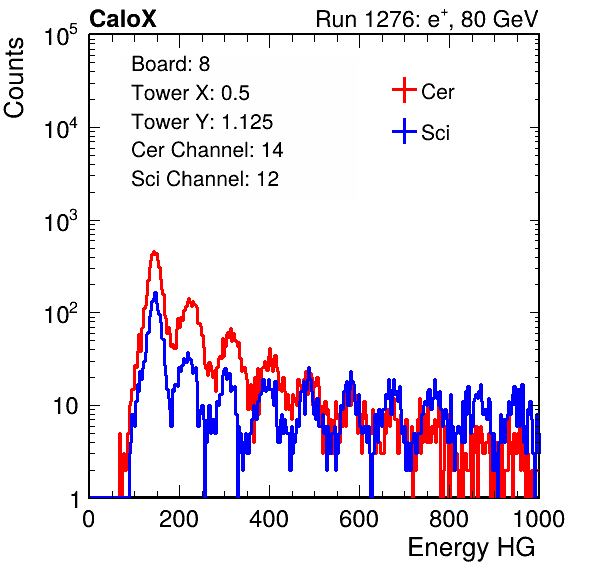 CaloX Run 1276: e⁺, 80 GeV
Counts
Board: 8
Tower X: 0.5
Tower Y: 1.125
Cer Channel: 14
Sci Channel: 12
Cer
Sci
10⁵
10⁴
10³
10²
10
1
0 200 400 600 800 1000
Energy HG